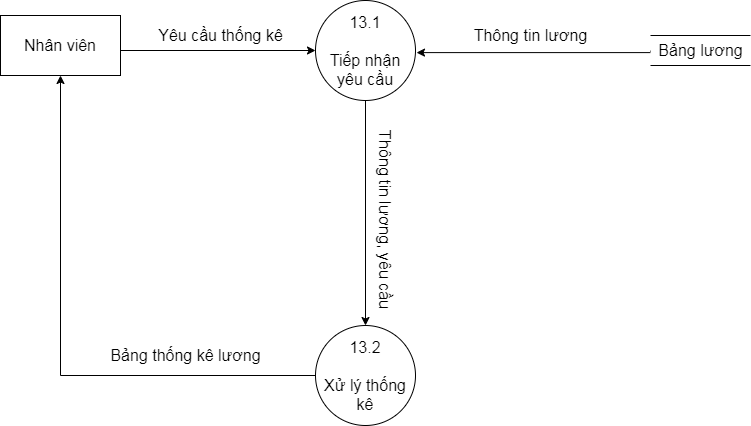 13.1
Nhân viên
Yêu cầu thống kê
Tiếp nhận
yêu cầu
Thông tin lương
Bảng lương
Thông tin lương, yêu cầu
Bảng thống kê lương
13.2
Xử lý thống
kê